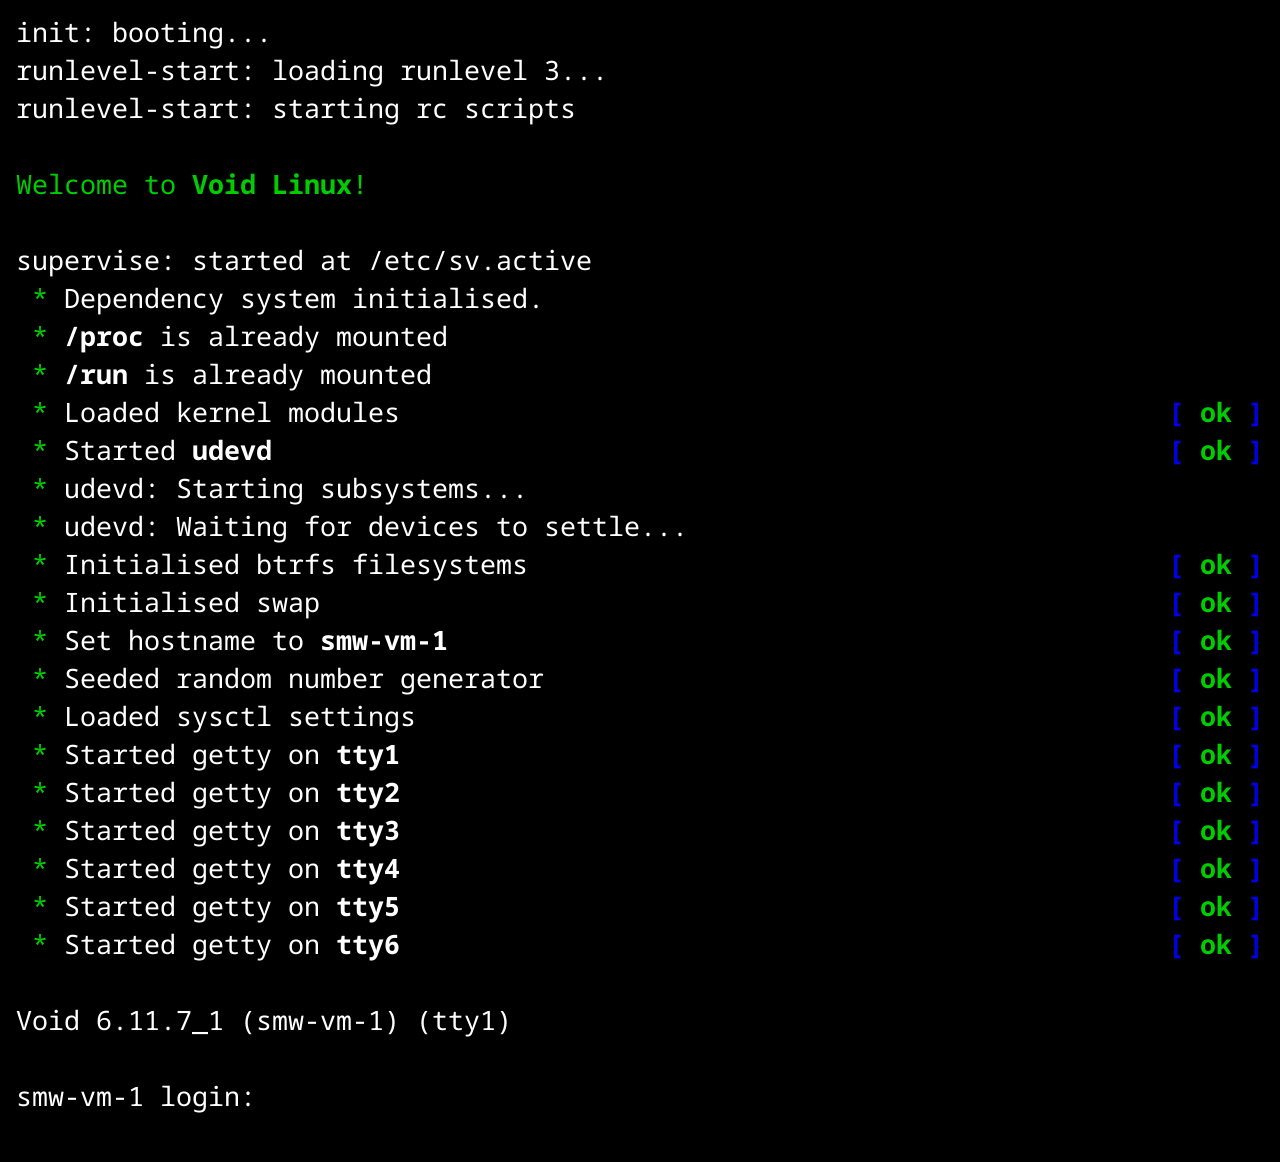 init: booting...
runlevel-start: loading runlevel 3...
runlevel-start: starting rc scripts
Welcome to Void Linux!
supervise: started at /etc/sv.active
* Dependency system initialised.
* /proc is already mounted
* /run is already mounted
* Loaded kernel modules [ ok ]
* Started udevd [ ok ]
* udevd: Starting subsystems...
* udevd: Waiting for devices to settle...
* Initialised btrfs filesystems [ ok ]
* Initialised swap [ ok ]
* Set hostname to smw-vm-1 [ ok ]
* Seeded random number generator [ ok ]
* Loaded sysctl settings [ ok ]
* Started getty on tty1 [ ok ]
* Started getty on tty2 [ ok ]
* Started getty on tty3 [ ok ]
* Started getty on tty4 [ ok ]
* Started getty on tty5 [ ok ]
* Started getty on tty6 [ ok ]
Void 6.11.7_1 (smw-vm-1) (tty1)
smw-vm-1 login: